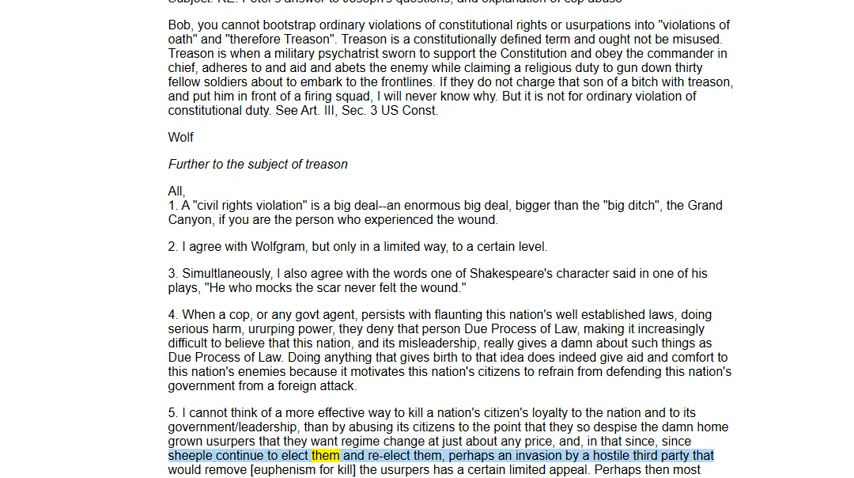 Subject: RE: Peter's answer to Joseph's questions, and explanation of cop abuse
Bob, you cannot bootstrap ordinary violations of constitutional rights or usurpations into "violations of
oath" and "therefore Treason". Treason is a constitutionally defined term and ought not be misused.
Treason is when a military psychatrist sworn to support the Constitution and obey the commander in
chief, adheres to and aid and abets the enemy while claiming a religious duty to gun down thirty
fellow soldiers about to embark to the frontlines. If they do not charge that son of a bitch with treason,
and put him in front of a firing squad, I will never know why. But it is not for ordinary violation of
constitutional duty. See Art. III, Sec. 3 US Const.
Wolf
Further to the subject of treason
All,
1. A "civil rights violation" is a big deal--an enormous big deal, bigger than the "big ditch", the Grand
Canyon, if you are the person who experienced the wound.
2. I agree with Wolfgram, but only in a limited way, to a certain level.
3. Simultlaneously, I also agree with the words one of Shakespeare's character said in one of his
plays, "He who mocks the scar never felt the wound."
4. When a cop, or any govt agent, persists with flaunting this nation's well established laws, doing
serious harm, ururping power, they deny that person Due Process of Law, making it increasingly
difficult to believe that this nation, and its misleadership, really gives a damn about such things as
Due Process of Law. Doing anything that gives birth to that idea does indeed give aid and comfort to
this nation's enemies because it motivates this nation's citizens to refrain from defending this nation's
government from a foreign attack.
5. I cannot think of a more effective way to kill a nation's citizen's loyalty to the nation and to its
government/leadership, than by abusing its citizens to the point that they so despise the damn home
grown usurpers that they want regime change at just about any price, and, in that since, since
sheeple continue to elect them and re-elect them, perhaps an invasion by a hostile third party that
would remove [euphenism for kill] the usurpers has a certain limited appeal. Perhaps then most